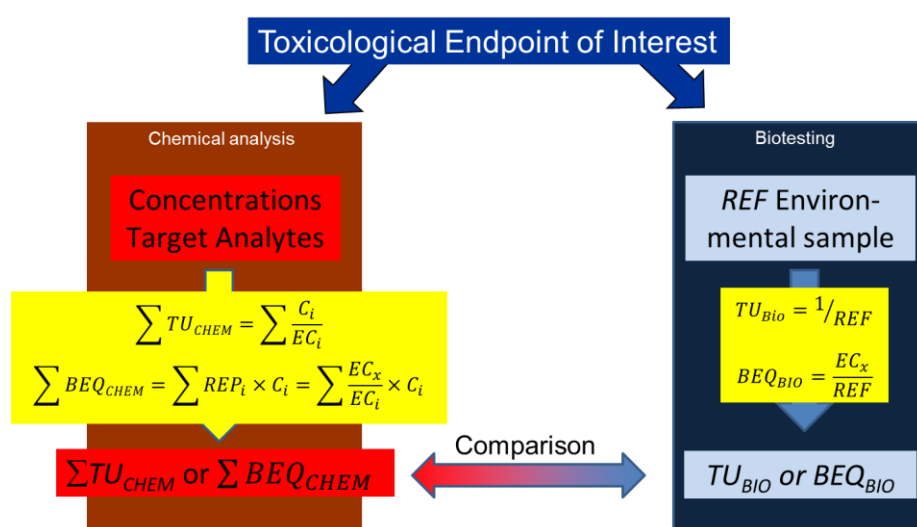 Toxicological Endpoint of Interest
Chemical analysis
Concentrations
Target Analytes
∑ TU_CHEM = ∑ C_i/EC_i
∑ BEQ_CHEM = ∑ REP_i × C_i = ∑ EC_x/EC_i × C_i
∑TU_CHEM or ∑ BEQ_CHEM
Comparison
Biotesting
REF Environ-
mental sample
TU_Bio = 1/REF
BEQ_BIO = EC_x/REF
TU_BIO or BEQ_BIO